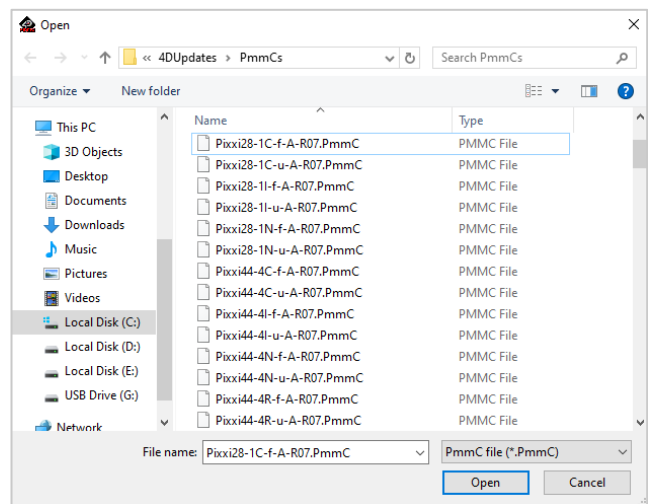 Open
« 4DUpdates > PmmCs
Search PmmCs
Organize
New folder
?
Name
Type
This PC
3D Objects
Desktop
Documents
Downloads
Music
Pictures
Videos
Local Disk (C:)
Local Disk (D:)
Local Disk (E:)
USB Drive (G:)
Network
Pixxi28-1C-f-A-R07.PmmC PMMC File
Pixxi28-1C-u-A-R07.PmmC PMMC File
Pixxi28-1I-f-A-R07.PmmC PMMC File
Pixxi28-1I-u-A-R07.PmmC PMMC File
Pixxi28-1N-f-A-R07.PmmC PMMC File
Pixxi28-1N-u-A-R07.PmmC PMMC File
Pixxi44-4C-f-A-R07.PmmC PMMC File
Pixxi44-4C-u-A-R07.PmmC PMMC File
Pixxi44-4I-f-A-R07.PmmC PMMC File
Pixxi44-4I-u-A-R07.PmmC PMMC File
Pixxi44-4N-f-A-R07.PmmC PMMC File
Pixxi44-4N-u-A-R07.PmmC PMMC File
Pixxi44-4R-f-A-R07.PmmC PMMC File
Pixxi44-4R-u-A-R07.PmmC PMMC File
File name: Pixxi28-1C-f-A-R07.PmmC
PmmC file (*.PmmC)
Open
Cancel